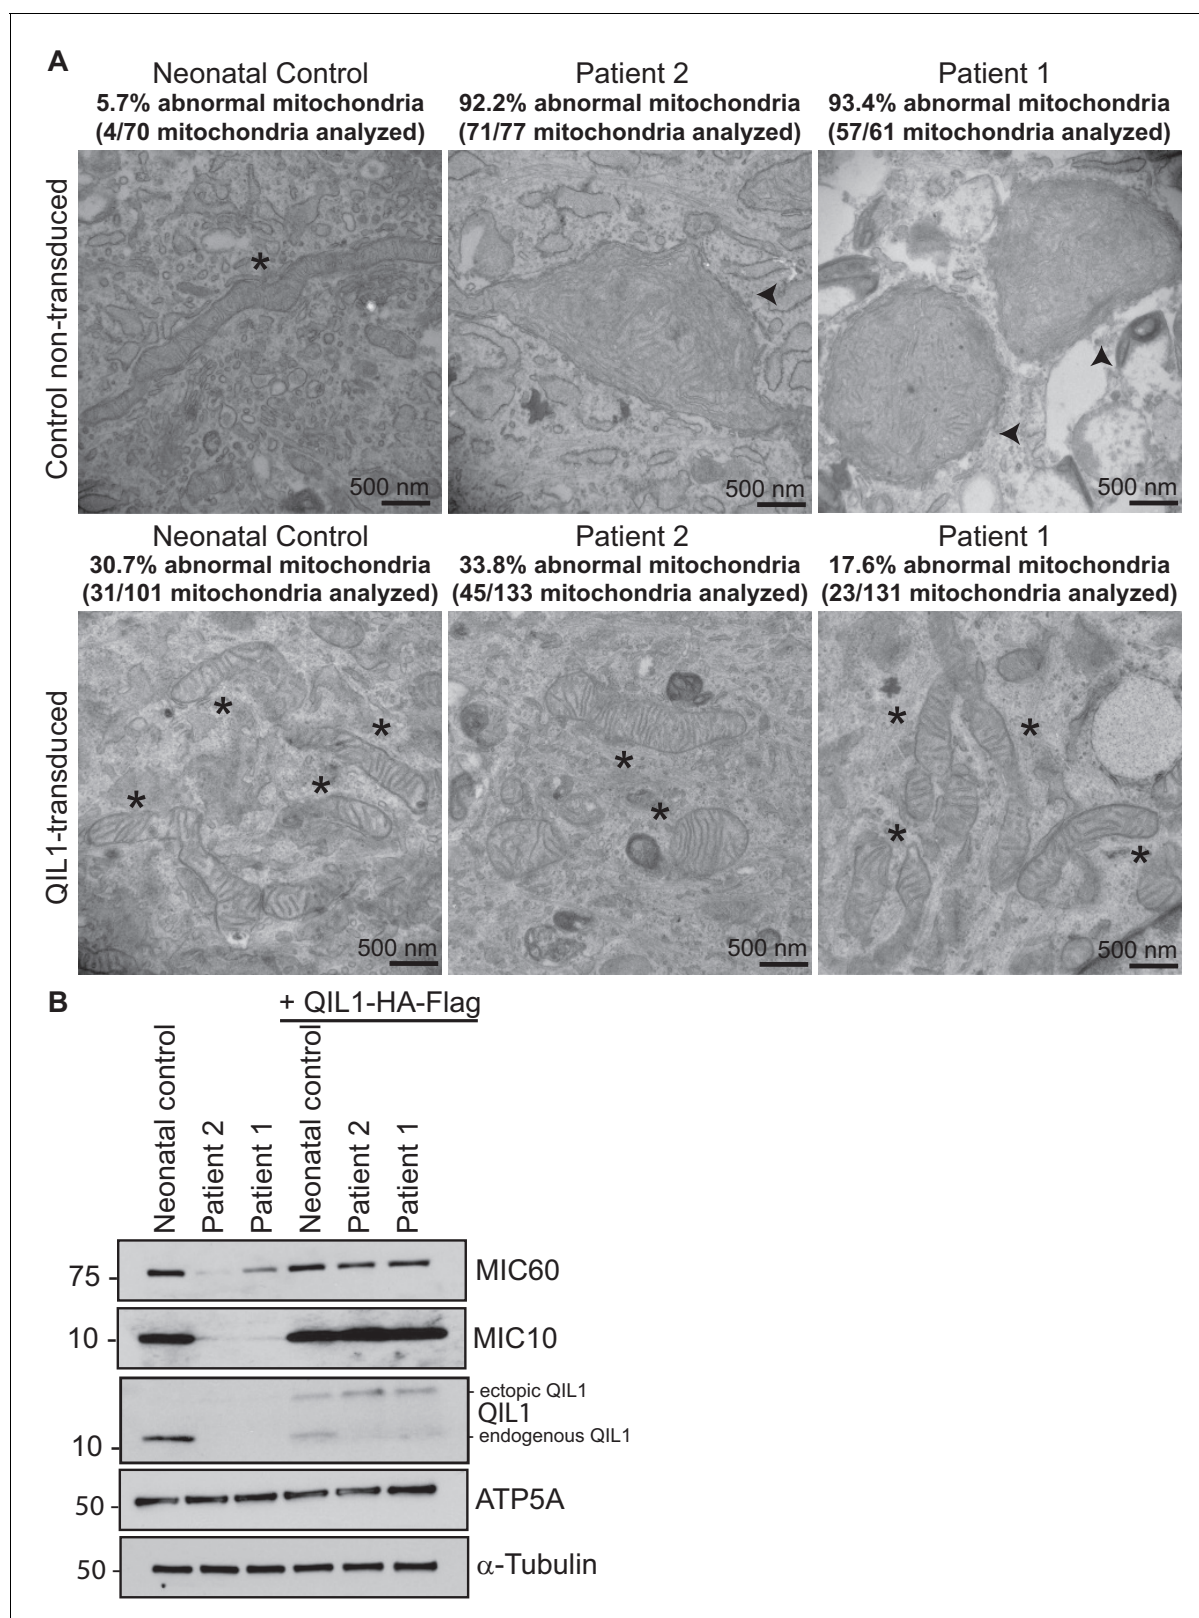 A
Neonatal Control
5.7% abnormal mitochondria
(4/70 mitochondria analyzed)
Patient 2
92.2% abnormal mitochondria
(71/77 mitochondria analyzed)
Patient 1
93.4% abnormal mitochondria
(57/61 mitochondria analyzed)
Control non-transduced
*
500 nm
500 nm
500 nm
Neonatal Control
30.7% abnormal mitochondria
(31/101 mitochondria analyzed)
Patient 2
33.8% abnormal mitochondria
(45/133 mitochondria analyzed)
Patient 1
17.6% abnormal mitochondria
(23/131 mitochondria analyzed)
QIL1-transduced
* * * *
* *
* * * *
500 nm
500 nm
500 nm
B
+ QIL1-HA-Flag
Neonatal control
Patient 2
Patient 1
Neonatal control
Patient 2
Patient 1
75 -
MIC60
10 -
MIC10
- ectopic QIL1
QIL1
10 -
- endogenous QIL1
50 -
ATP5A
50 -
α-Tubulin